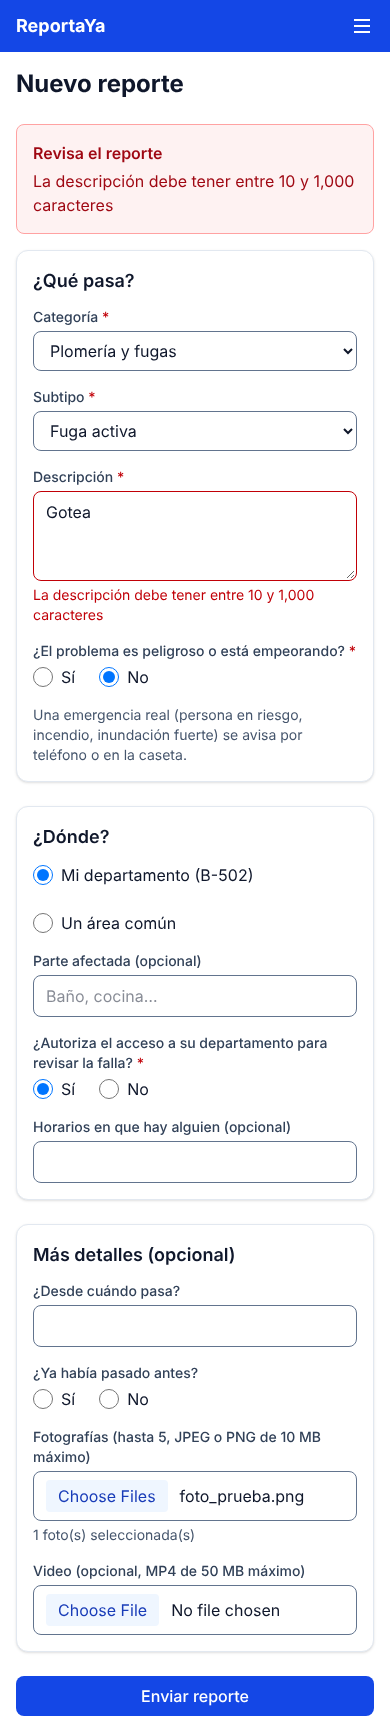 ReportaYa
Nuevo reporte
Revisa el reporte
La descripción debe tener entre 10 y 1,000
caracteres
¿Qué pasa?
Categoría *
Plomería y fugas
Subtipo *
Fuga activa
Descripción *
Gotea
La descripción debe tener entre 10 y 1,000
caracteres
¿El problema es peligroso o está empeorando? *
Sí No
Una emergencia real (persona en riesgo,
incendio, inundación fuerte) se avisa por
teléfono o en la caseta.
¿Dónde?
Mi departamento (B-502)
Un área común
Parte afectada (opcional)
Baño, cocina...
¿Autoriza el acceso a su departamento para
revisar la falla? *
Sí No
Horarios en que hay alguien (opcional)
Más detalles (opcional)
¿Desde cuándo pasa?
¿Ya había pasado antes?
Sí No
Fotografías (hasta 5, JPEG o PNG de 10 MB
máximo)
Choose Files foto_prueba.png
1 foto(s) seleccionada(s)
Video (opcional, MP4 de 50 MB máximo)
Choose File No file chosen
Enviar reporte